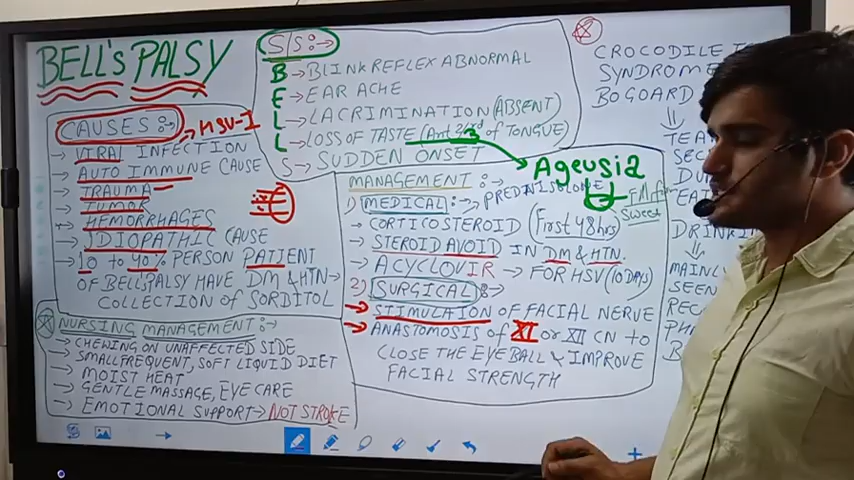 BELL'S PALSY
CAUSES :->
HSV-1
-> VIRAL INFECTION
-> AUTO IMMUNE CAUSE
-> TRAUMA
-> TUMOR
-> HEMORRHAGES
-> IDIOPATHIC CAUSE
-> 10 to 40% PERSON PATIENT
OF BELL'S PALSY HAVE DM & HTN->
COLLECTION of SORBITOL
NURSING MANAGEMENT :->
-> CHEWING ON UNAFFECTED SIDE
-> SMALL FREQUENT, SOFT LIQUID DIET
-> MOIST HEAT
-> GENTLE MASSAGE, EYE CARE
-> EMOTIONAL SUPPORT -> NOT STROKE
S/S :->
B -> BLINK REFLEX ABNORMAL
E -> EAR ACHE
L -> LACRIMINATION (ABSENT)
L -> LOSS OF TASTE (Ant 2/3rd of TONGUE)
S -> SUDDEN ONSET
Ageusia
Sweet
MANAGEMENT :->
1) MEDICAL :-> PREDNISOLONE
-> CORTICOSTEROID (First 48 hrs)
-> STEROID AVOID IN DM & HTN
-> ACYCLOVIR -> FOR HSV (10 DAYS)
2) SURGICAL :->
-> STIMULATION OF FACIAL NERVE
-> ANASTOMOSIS of XI or XII CN to
CLOSE THE EYEBALL & IMPROVE
FACIAL STRENGTH
CROCODILE
SYNDROME
BOGOARD
MAINLY
SEEN